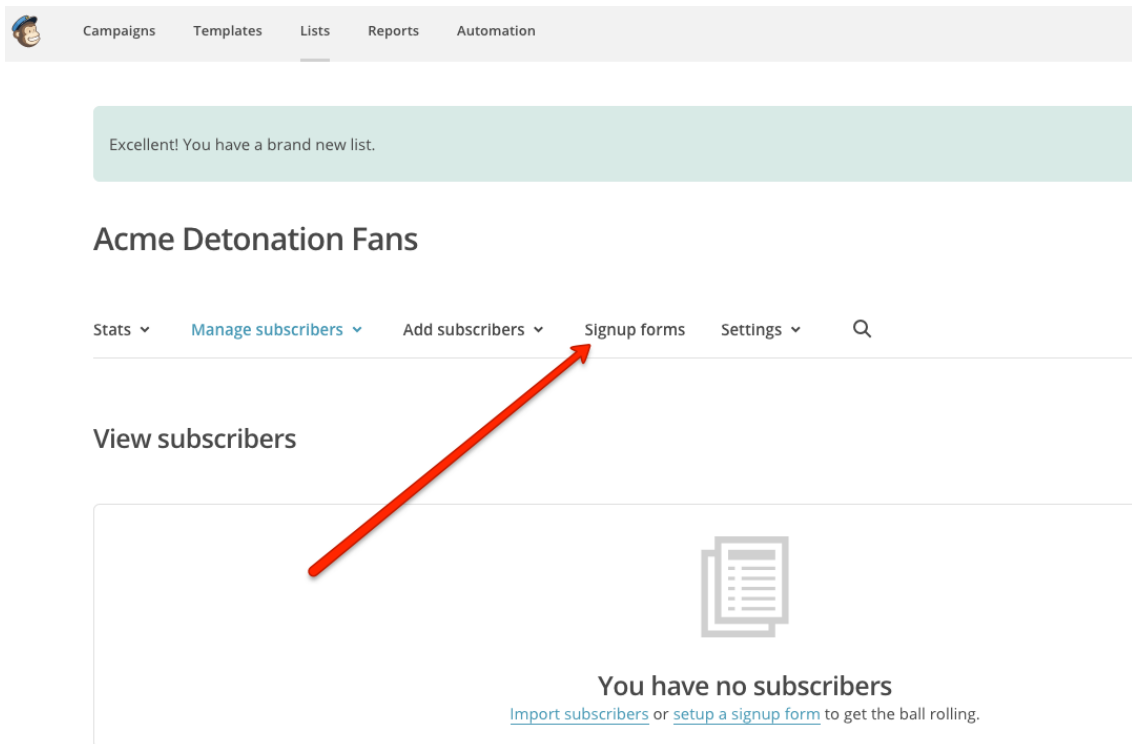 Campaigns Templates Lists Reports Automation
Excellent! You have a brand new list.
Acme Detonation Fans
Stats Manage subscribers Add subscribers Signup forms Settings
View subscribers
You have no subscribers
Import subscribers or setup a signup form to get the ball rolling.